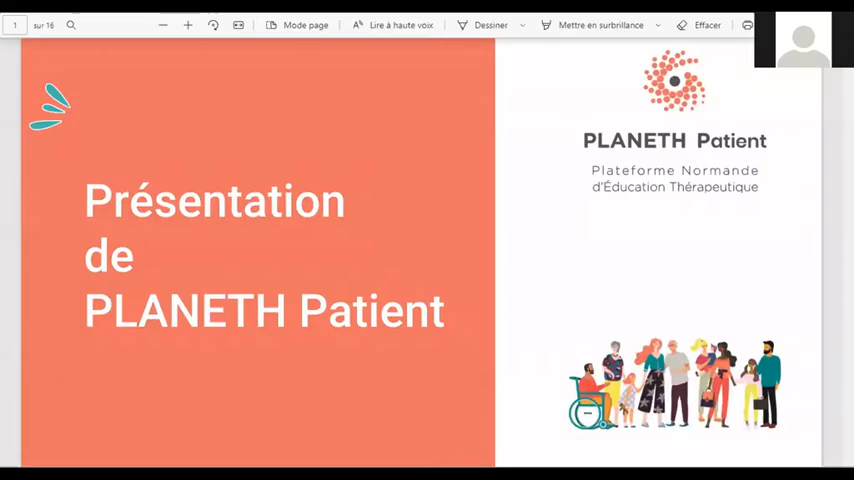 1 sur 16 Mode page Lire à haute voix Dessiner Mettre en surbrillance Effacer
Présentation
de
PLANETH Patient
PLANETH Patient
Plateforme Normande
d'Éducation Thérapeutique